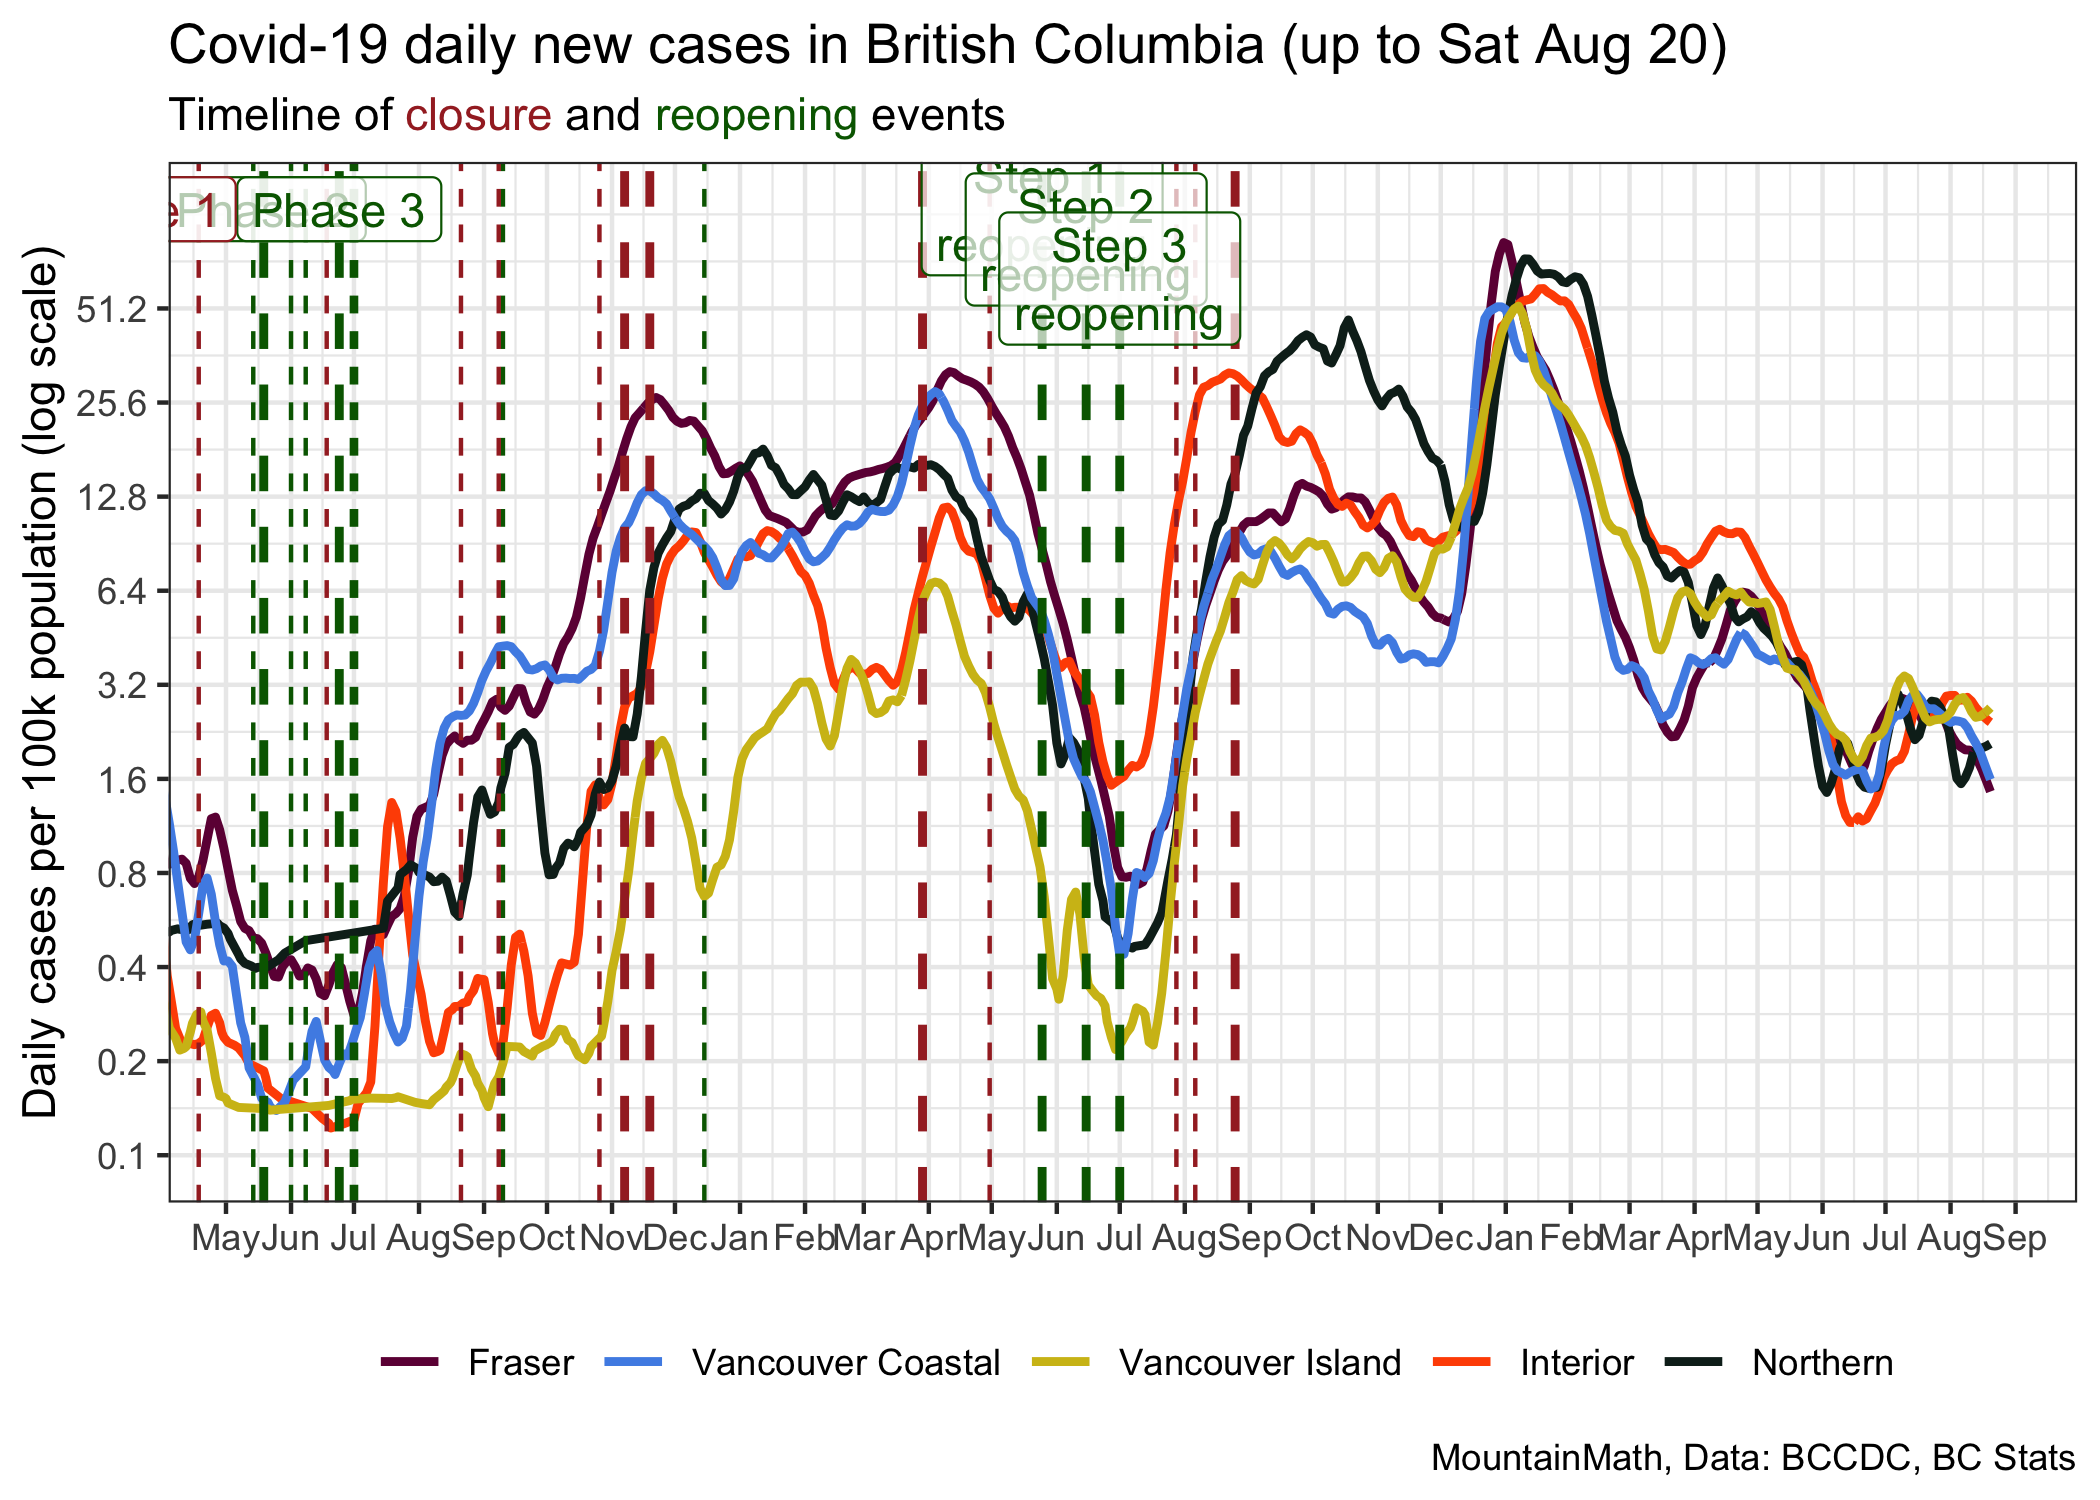 Covid-19 daily new cases in British Columbia (up to Sat Aug 20)
Timeline of closure and reopening events
e 1 Phase 2 Phase 3
Step 1
Step 2
Step 3
reopening
reopening
Daily cases per 100k population (log scale)
51.2
25.6
12.8
6.4
3.2
1.6
0.8
0.4
0.2
0.1
May Jun Jul Aug Sep Oct Nov Dec Jan Feb Mar Apr May Jun Jul Aug Sep Oct Nov Dec Jan Feb Mar Apr May Jun Jul Aug Sep
Fraser Vancouver Coastal Vancouver Island Interior Northern
MountainMath, Data: BCCDC, BC Stats